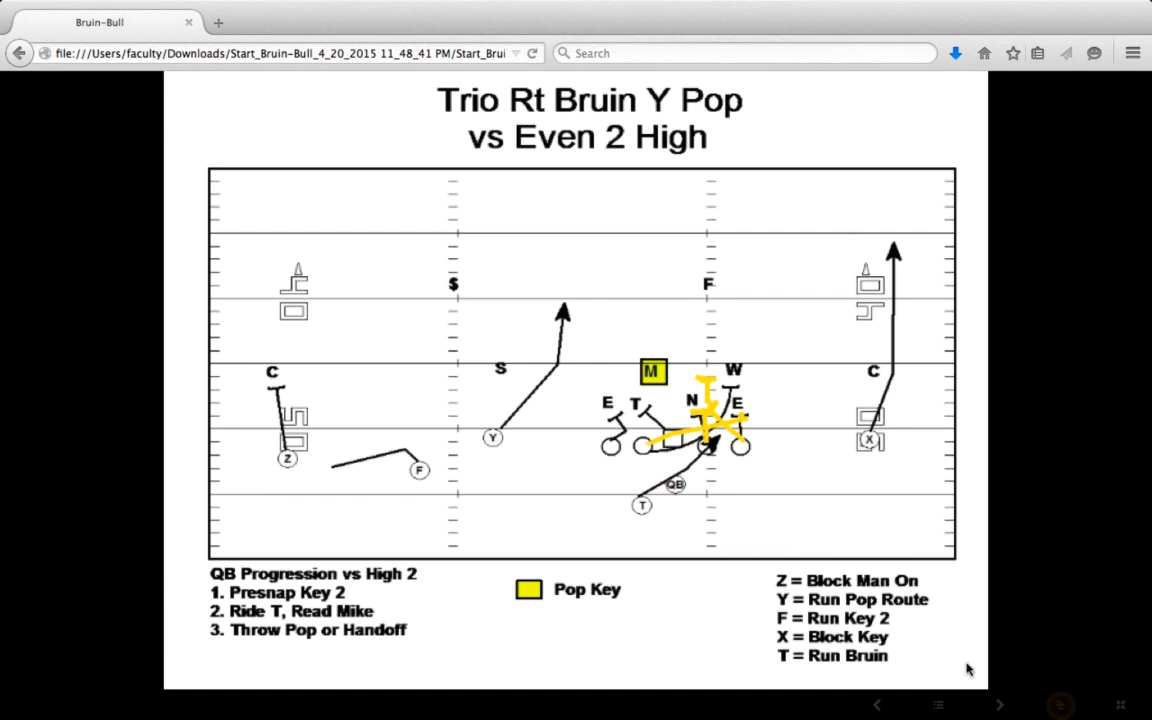 Bruin-Bull
file:///Users/faculty/Downloads/Start_Bruin-Bull_4_20_2015 11_48_41 PM/Start_Brui
Search
Trio Rt Bruin Y Pop
vs Even 2 High
$ F
C S M W C
E T N E
Y X
Z F QB
T
QB Progression vs High 2
1. Presnap Key 2
2. Ride T, Read Mike
3. Throw Pop or Handoff
Pop Key
Z = Block Man On
Y = Run Pop Route
F = Run Key 2
X = Block Key
T = Run Bruin